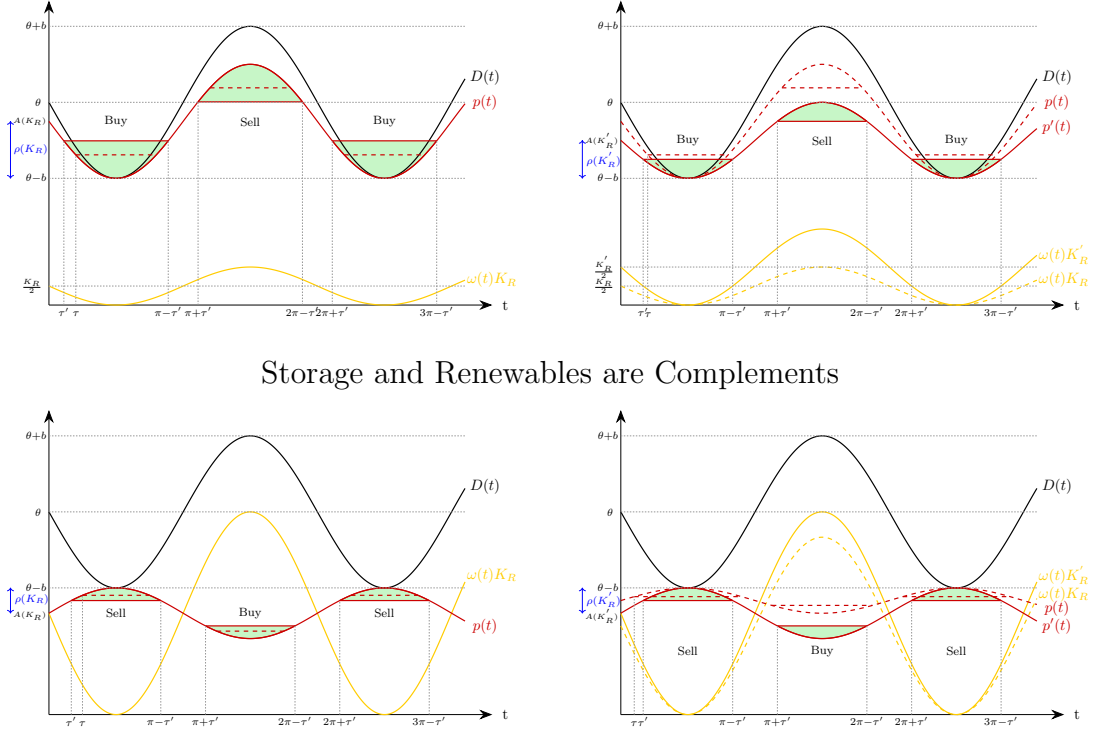 θ+b
D(t)
θ
p(t)
A(K_R)
Buy
Sell
Buy
ρ(K_R)
θ−b
ω(t)K_R
K_R/2
t
τ′ τ π−τ′ π+τ′ 2π−τ′ 2π+τ′ 3π−τ′
θ+b
D(t)
θ
p(t)
p′(t)
A(K′_R)
Buy
Sell
Buy
ρ(K′_R)
θ−b
ω(t)K′_R
K′_R/2
ω(t)K_R
K_R/2
t
τ′ τ π−τ′ π+τ′ 2π−τ′ 2π+τ′ 3π−τ′
Storage and Renewables are Complements
θ+b
D(t)
θ
θ−b
ω(t)K_R
ρ(K_R)
A(K_R)
Sell
Buy
Sell
p(t)
t
τ′ τ π−τ′ π+τ′ 2π−τ′ 2π+τ′ 3π−τ′
θ+b
D(t)
θ
θ−b
ω(t)K′_R
ω(t)K_R
ρ(K′_R)
p(t)
A(K′_R)
p′(t)
Sell
Buy
Sell
t
τ τ′ π−τ′ π+τ′ 2π−τ′ 2π+τ′ 3π−τ′